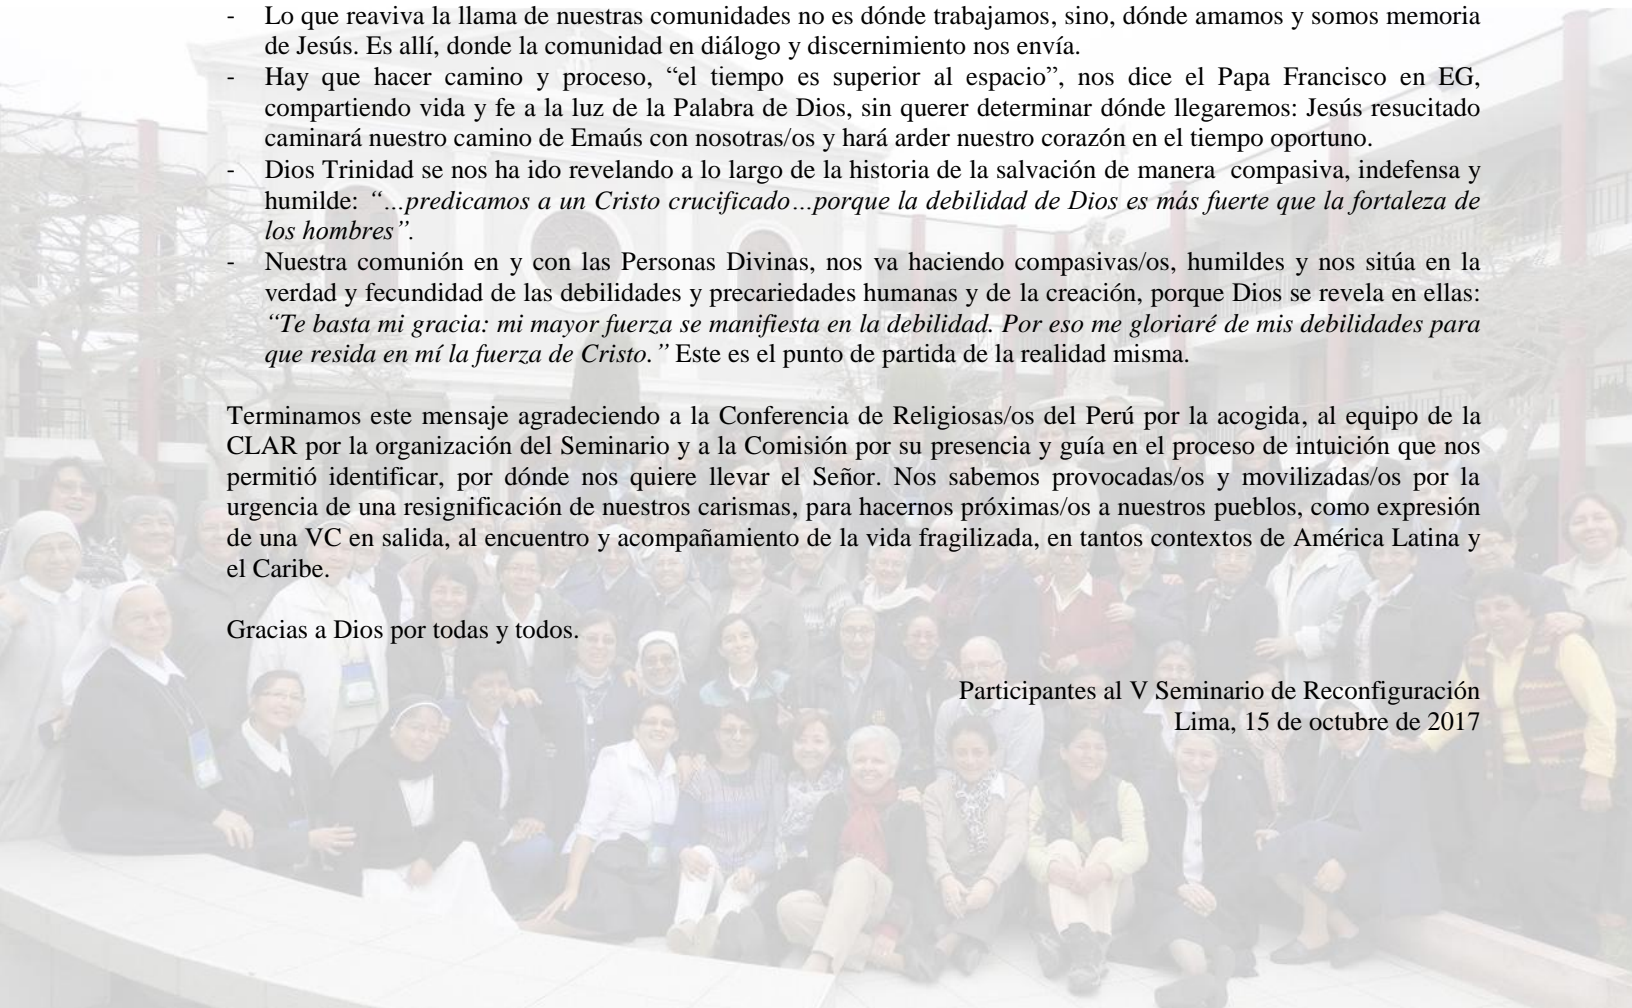 - Lo que reaviva la llama de nuestras comunidades no es dónde trabajamos, sino, dónde amamos y somos memoria
de Jesús. Es allí, donde la comunidad en diálogo y discernimiento nos envía.
- Hay que hacer camino y proceso, “el tiempo es superior al espacio”, nos dice el Papa Francisco en EG,
compartiendo vida y fe a la luz de la Palabra de Dios, sin querer determinar dónde llegaremos: Jesús resucitado
caminará nuestro camino de Emaús con nosotras/os y hará arder nuestro corazón en el tiempo oportuno.
- Dios Trinidad se nos ha ido revelando a lo largo de la historia de la salvación de manera compasiva, indefensa y
humilde: “...predicamos a un Cristo crucificado...porque la debilidad de Dios es más fuerte que la fortaleza de
los hombres”.
- Nuestra comunión en y con las Personas Divinas, nos va haciendo compasivas/os, humildes y nos sitúa en la
verdad y fecundidad de las debilidades y precariedades humanas y de la creación, porque Dios se revela en ellas:
“Te basta mi gracia: mi mayor fuerza se manifiesta en la debilidad. Por eso me gloriaré de mis debilidades para
que resida en mí la fuerza de Cristo.” Este es el punto de partida de la realidad misma.
Terminamos este mensaje agradeciendo a la Conferencia de Religiosas/os del Perú por la acogida, al equipo de la
CLAR por la organización del Seminario y a la Comisión por su presencia y guía en el proceso de intuición que nos
permitió identificar, por dónde nos quiere llevar el Señor. Nos sabemos provocadas/os y movilizadas/os por la
urgencia de una resignificación de nuestros carismas, para hacernos próximas/os a nuestros pueblos, como expresión
de una VC en salida, al encuentro y acompañamiento de la vida fragilizada, en tantos contextos de América Latina y
el Caribe.
Gracias a Dios por todas y todos.
Participantes al V Seminario de Reconfiguración
Lima, 15 de octubre de 2017